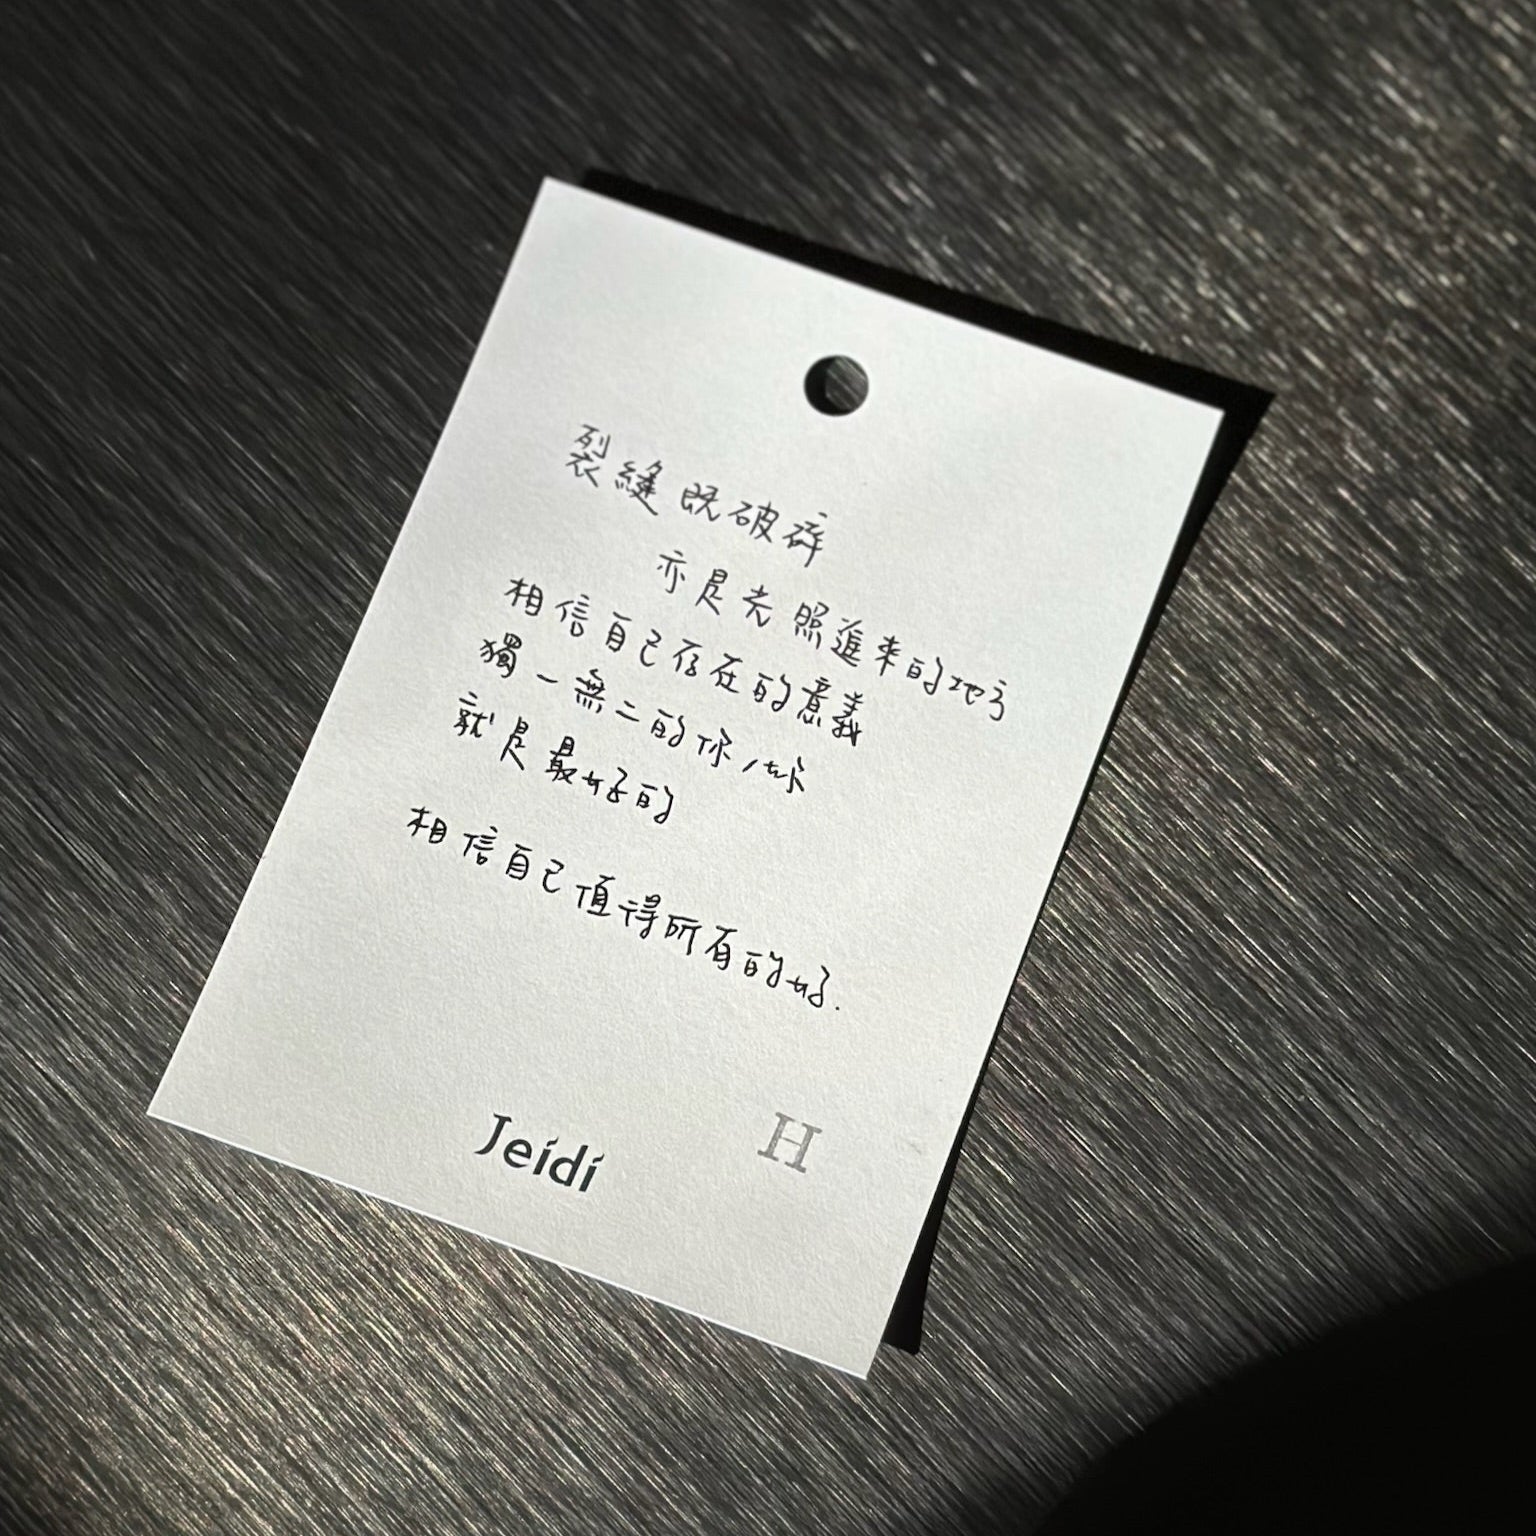 裂縫既破碎
亦是光照進來的地方
相信自己存在的意義
獨一無二的你/妳
就是最好的
相信自己值得所有的好.
Jeidi
H